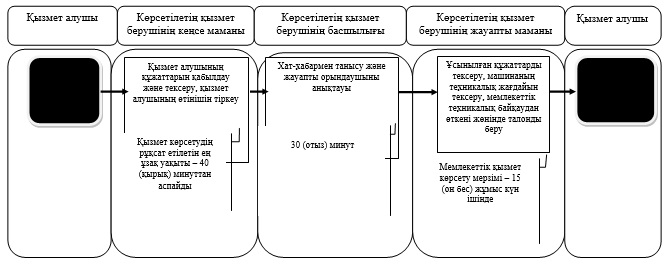 Қызмет алушы
Көрсетілетін қызмет
берушінің кеңсе маманы
Көрсетілетін қызмет
берушінің басшылығы
Көрсетілетін қызмет
берушінің жауапты маманы
Қызмет алушы
Қызмет алушының
құжаттарын қабылдау
және тексеру, қызмет
алушының өтінішін тіркеу
Қызмет көрсетудің
рұқсат етілетін ең
ұзақ уақыты – 40
(қырық) минуттан
аспайды
Хат-хабармен танысу және
жауапты орындаушыны
анықтау
30 (отыз) минут
Ұсынылған құжаттарды
тексеру, машинаның
техникалық жағдайын
тексеру, мемлекеттік
техникалық байқаудан
өткені жөнінде талонды
беру
Мемлекеттік қызмет
көрсету мерзімі – 15
(он бес) жұмыс күн
ішінде